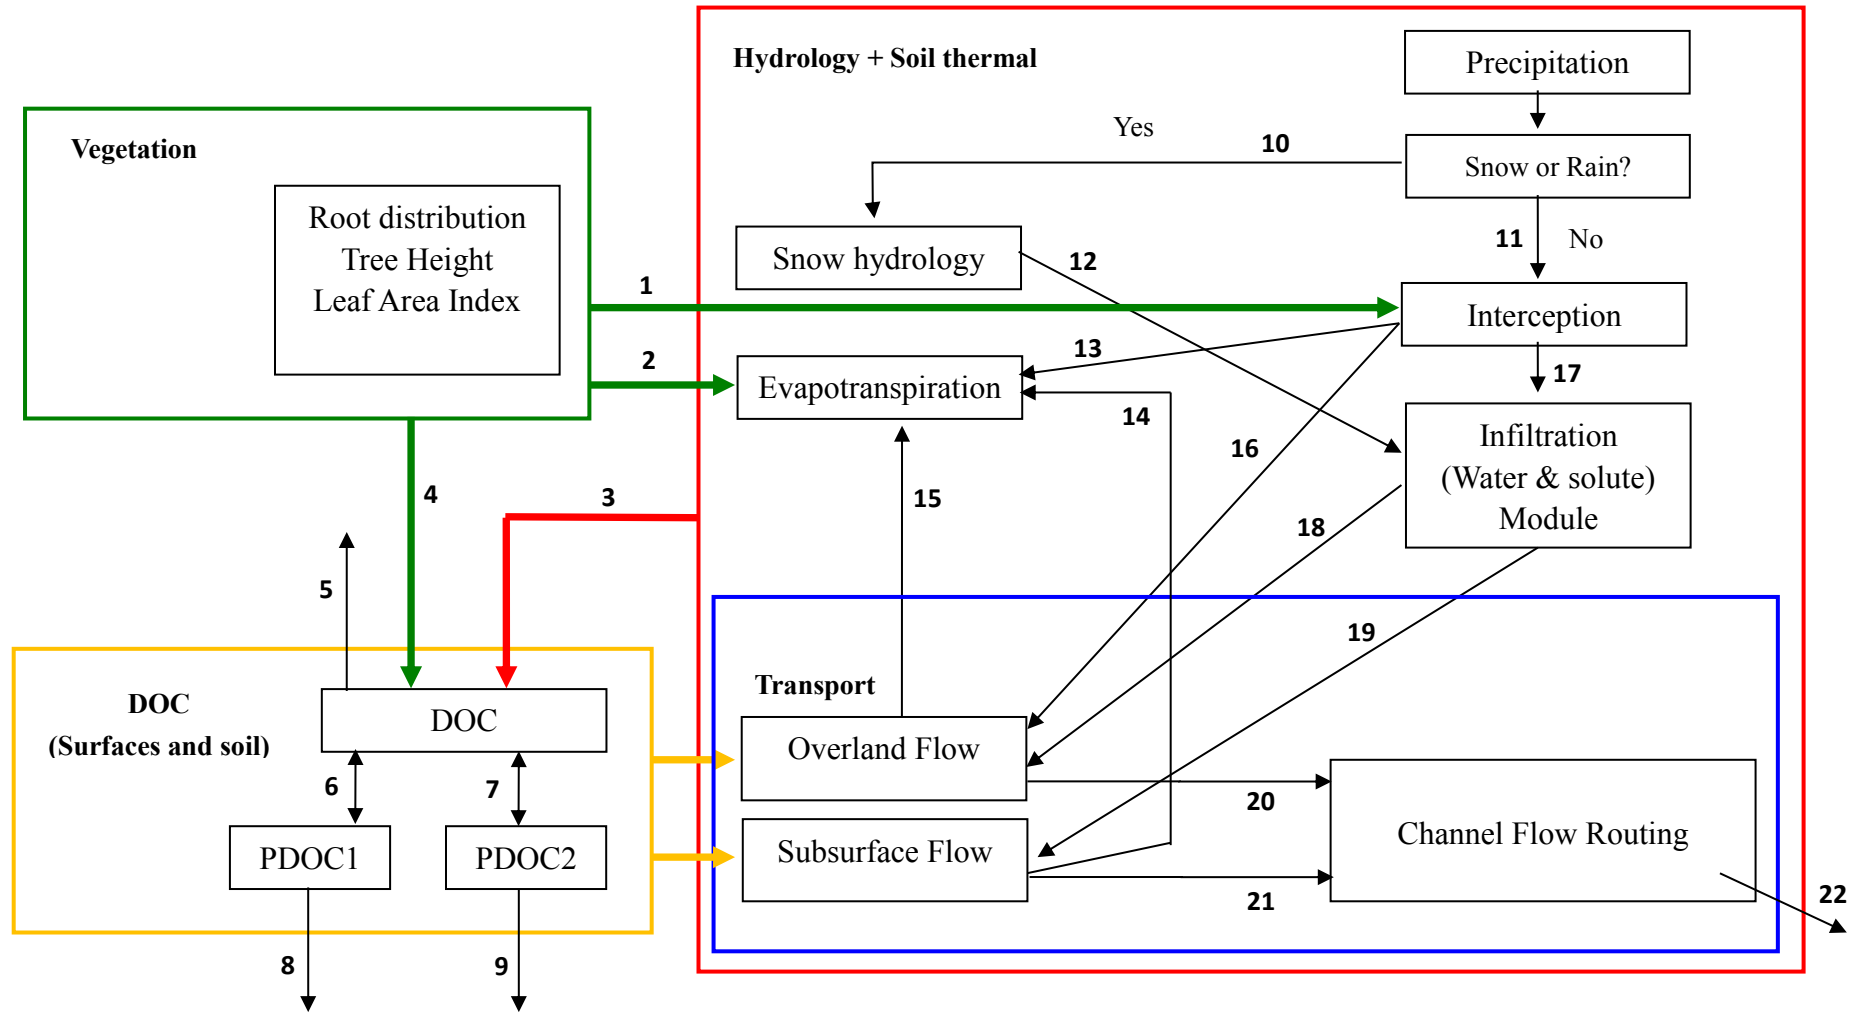 Hydrology + Soil thermal
Precipitation
Yes
10
Snow or Rain?
Vegetation
Root distribution
Tree Height
Leaf Area Index
11
No
Snow hydrology
12
1
Interception
13
2
17
Evapotranspiration
14
Infiltration
(Water & solute)
Module
16
4
3
15
18
5
19
Transport
DOC
(Surfaces and soil)
DOC
Overland Flow
6
7
20
Channel Flow Routing
PDOC1
PDOC2
Subsurface Flow
21
22
8
9